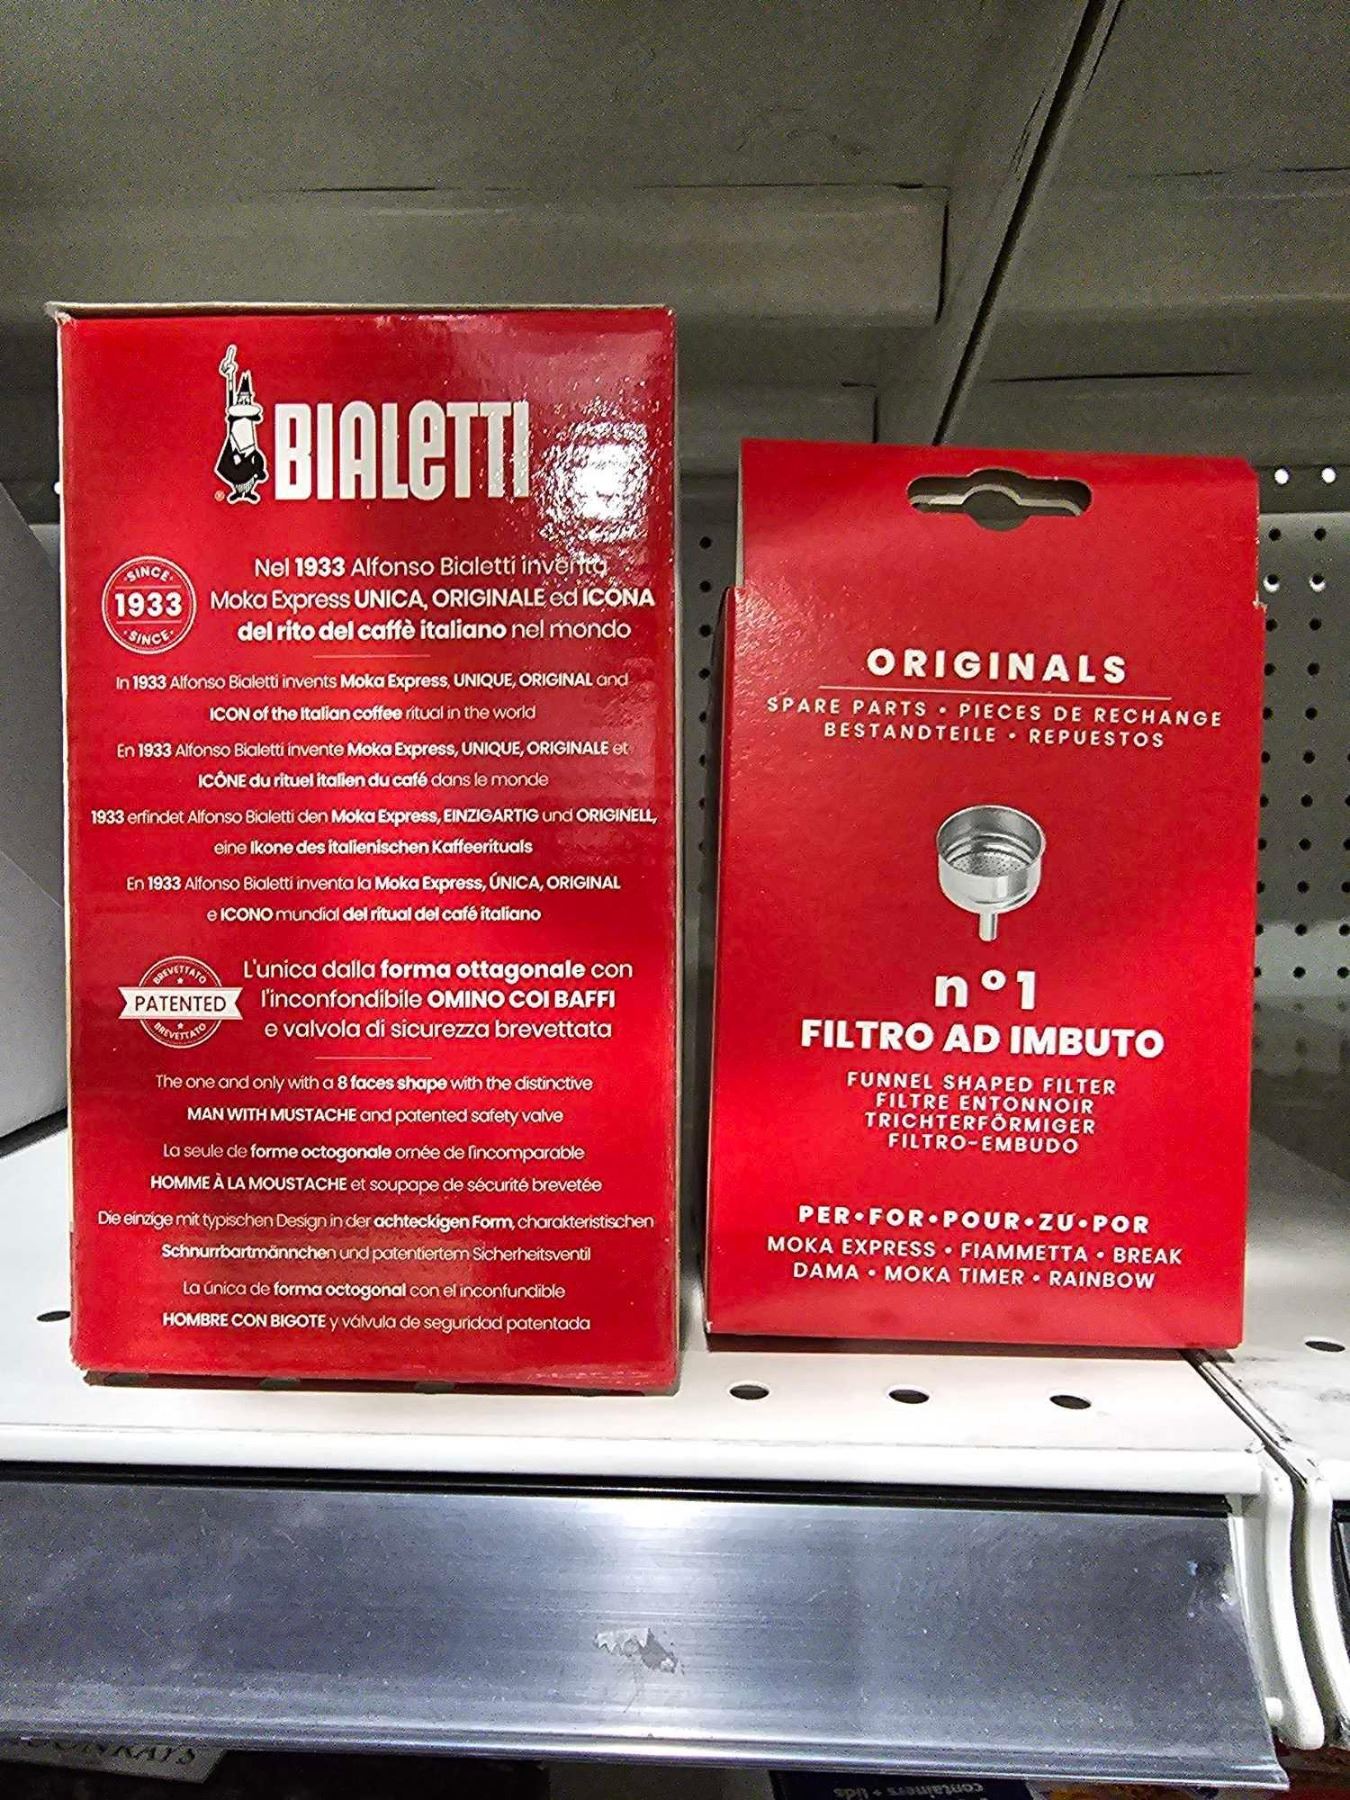 BIALETTI
®
SINCE
1933
SINCE
Nel 1933 Alfonso Bialetti inventa
Moka Express UNICA, ORIGINALE ed ICONA
del rito del caffè italiano nel mondo
In 1933 Alfonso Bialetti invents Moka Express, UNIQUE, ORIGINAL and
ICON of the Italian coffee ritual in the world
En 1933 Alfonso Bialetti invente Moka Express, UNIQUE, ORIGINALE et
ICÔNE du rituel italien du café dans le monde
1933 erfindet Alfonso Bialetti den Moka Express, EINZIGARTIG und ORIGINELL,
eine Ikone des italienischen Kaffeerituals
En 1933 Alfonso Bialetti inventa la Moka Express, ÚNICA, ORIGINAL
e ICONO mundial del ritual del café italiano
BREVETTATO
PATENTED
BREVETTATO
L'unica dalla forma ottagonale con
l'inconfondibile OMINO COI BAFFI
e valvola di sicurezza brevettata
The one and only with a 8 faces shape with the distinctive
MAN WITH MUSTACHE and patented safety valve
La seule de forme octogonale ornée de l'incomparable
HOMME À LA MOUSTACHE et soupape de sécurité brevetée
Die einzige mit typischen Design in der achteckigen Form, charakteristischen
Schnurrbartmännchen und patentiertem Sicherheitsventil
La única de forma octogonal con el inconfundible
HOMBRE CON BIGOTE y válvula de seguridad patentada
ORIGINALS
SPARE PARTS • PIECES DE RECHANGE
BESTANDTEILE • REPUESTOS
n°1
FILTRO AD IMBUTO
FUNNEL SHAPED FILTER
FILTRE ENTONNOIR
TRICHTERFÖRMIGER
FILTRO-EMBUDO
PER•FOR•POUR•ZU•POR
MOKA EXPRESS • FIAMMETTA • BREAK
DAMA • MOKA TIMER • RAINBOW
containers + lids